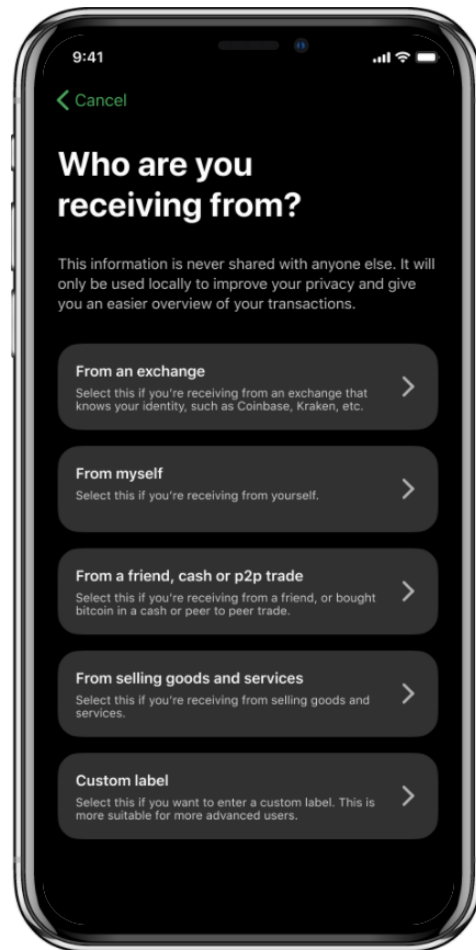 9:41
Cancel
Who are you
receiving from?
This information is never shared with anyone else. It will
only be used locally to improve your privacy and give
you an easier overview of your transactions.
From an exchange
Select this if you're receiving from an exchange that
knows your identity, such as Coinbase, Kraken, etc.
From myself
Select this if you're receiving from yourself.
From a friend, cash or p2p trade
Select this if you're receiving from a friend, or bought
bitcoin in a cash or peer to peer trade.
From selling goods and services
Select this if you're receiving from selling goods and
services.
Custom label
Select this if you want to enter a custom label. This is
more suitable for more advanced users.